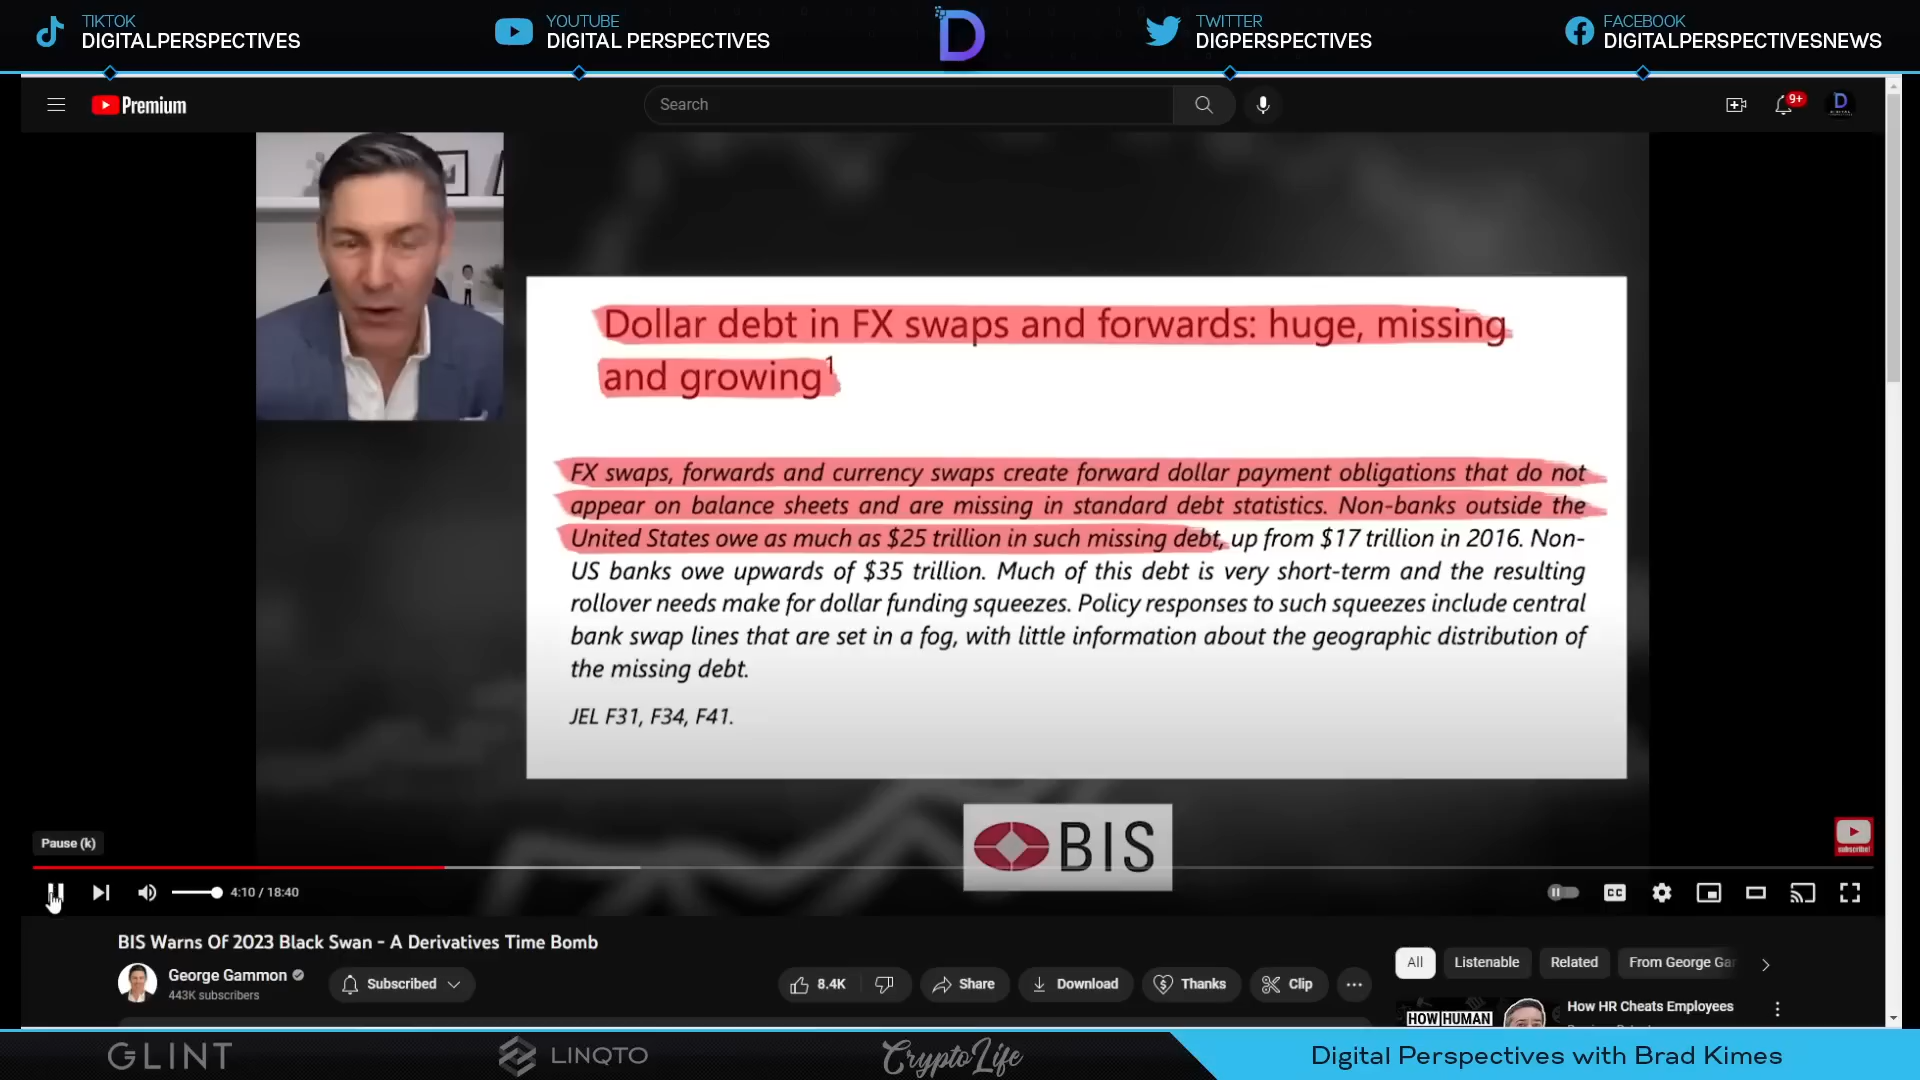 TIKTOK
DIGITALPERSPECTIVES
YOUTUBE
DIGITAL PERSPECTIVES
D
TWITTER
DIGPERSPECTIVES
FACEBOOK
DIGITALPERSPECTIVESNEWS
Premium
Search
9+
D
Dollar debt in FX swaps and forwards: huge, missing
and growing1
FX swaps, forwards and currency swaps create forward dollar payment obligations that do not
appear on balance sheets and are missing in standard debt statistics. Non-banks outside the
United States owe as much as $25 trillion in such missing debt, up from $17 trillion in 2016. Non-
US banks owe upwards of $35 trillion. Much of this debt is very short-term and the resulting
rollover needs make for dollar funding squeezes. Policy responses to such squeezes include central
bank swap lines that are set in a fog, with little information about the geographic distribution of
the missing debt.
JEL F31, F34, F41.
BIS
subscribe!
Pause (k)
4:10 / 18:40
CC
BIS Warns Of 2023 Black Swan - A Derivatives Time Bomb
George Gammon
443K subscribers
Subscribed
8.4K
Share
Download
Thanks
Clip
All
Listenable
Related
From George Gar
How HR Cheats Employees
HOW HUMAN
GLINT
LINQTO
CryptoLife
Digital Perspectives with Brad Kimes